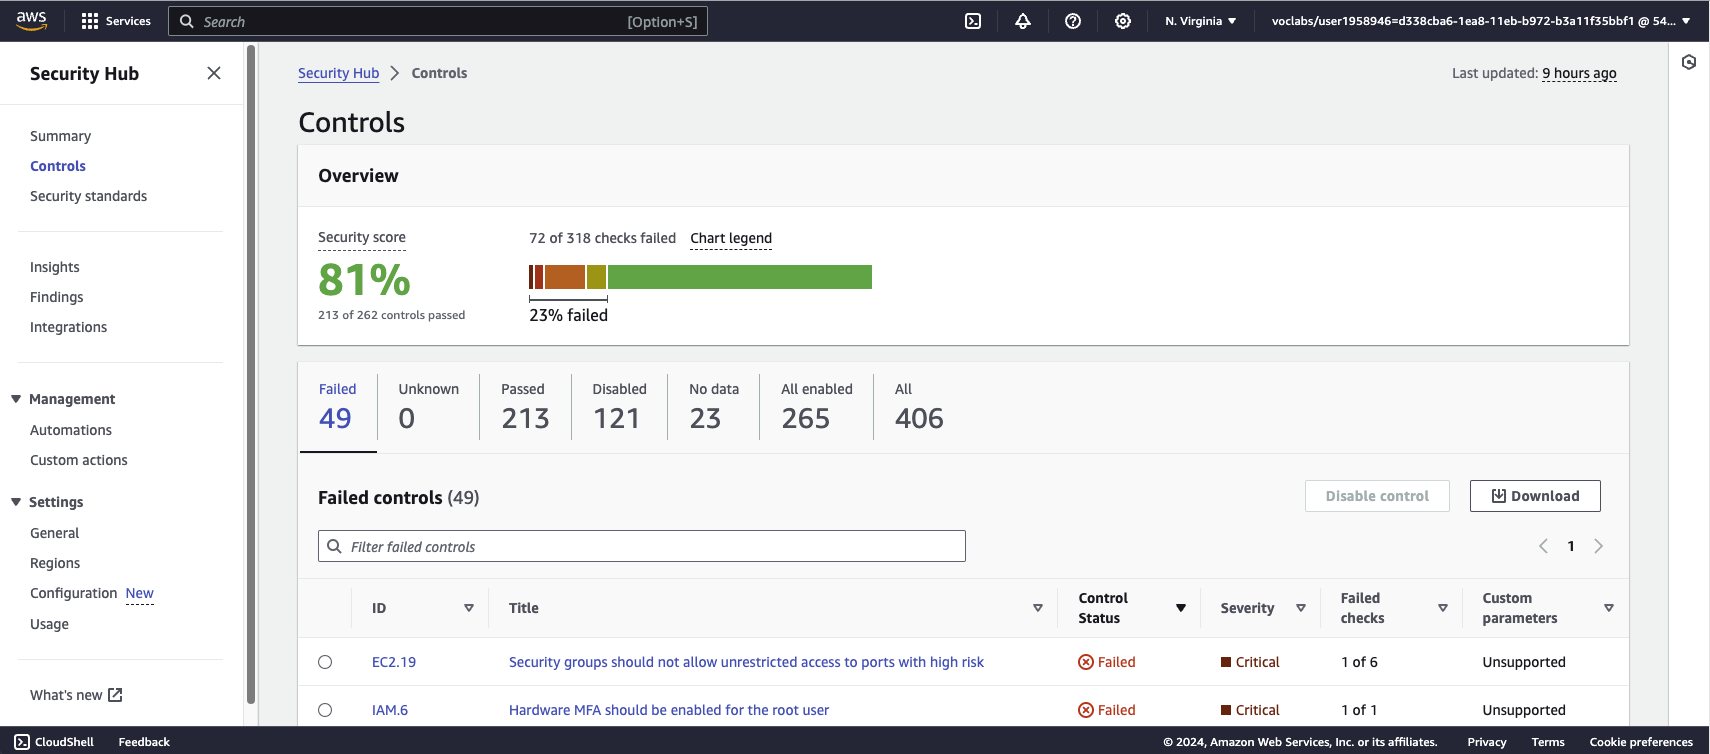 aws
Services
Search
[Option+S]
N. Virginia
voclabs/user1958946=d338cba6-1ea8-11eb-b972-b3a11f35bbf1 @ 54...
Security Hub
Summary
Controls
Security standards
Insights
Findings
Integrations
Management
Automations
Custom actions
Settings
General
Regions
Configuration New
Usage
What's new
Security Hub > Controls
Last updated: 9 hours ago
Controls
Overview
Security score
81%
213 of 262 controls passed
72 of 318 checks failed Chart legend
23% failed
Failed
49
Unknown
0
Passed
213
Disabled
121
No data
23
All enabled
265
All
406
Failed controls (49)
Disable control
Download
Filter failed controls
1
ID
Title
Control
Status
Severity
Failed
checks
Custom
parameters
EC2.19 Security groups should not allow unrestricted access to ports with high risk Failed Critical 1 of 6 Unsupported
IAM.6 Hardware MFA should be enabled for the root user Failed Critical 1 of 1 Unsupported
CloudShell Feedback
© 2024, Amazon Web Services, Inc. or its affiliates. Privacy Terms Cookie preferences